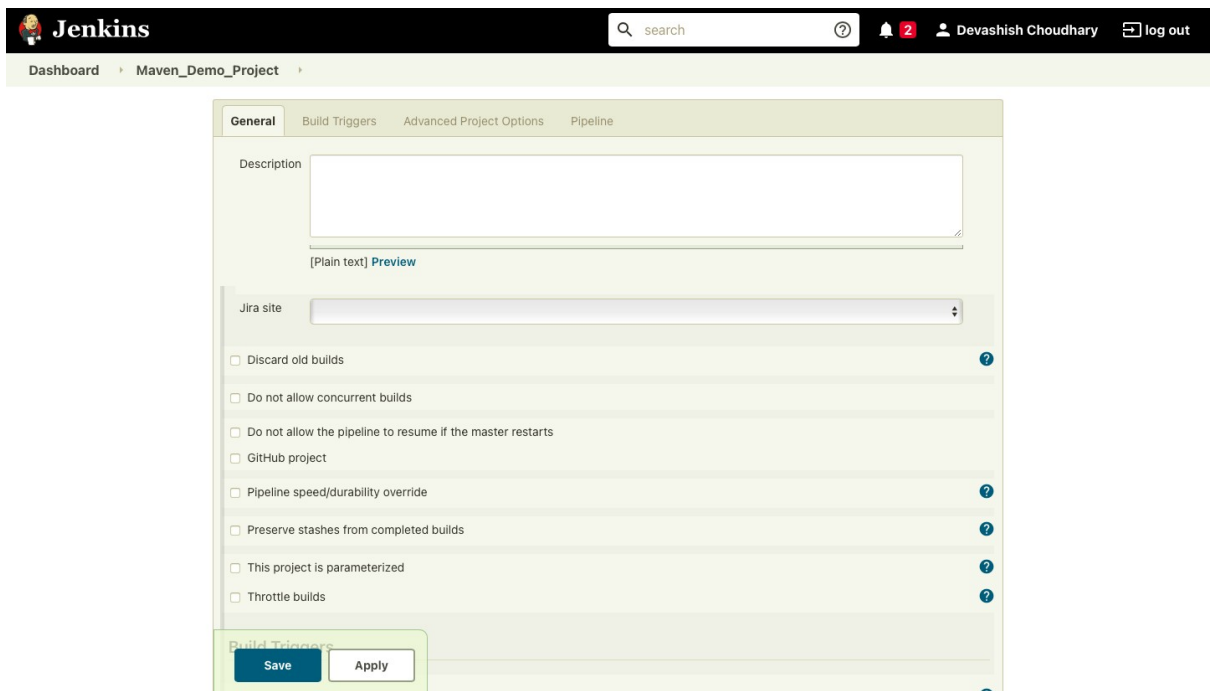 Jenkins
search
2
Devashish Choudhary
log out
Dashboard
Maven_Demo_Project
General
Build Triggers
Advanced Project Options
Pipeline
Description
[Plain text] Preview
Jira site
Discard old builds
Do not allow concurrent builds
Do not allow the pipeline to resume if the master restarts
GitHub project
Pipeline speed/durability override
Preserve stashes from completed builds
This project is parameterized
Throttle builds
Build Triggers
Save
Apply